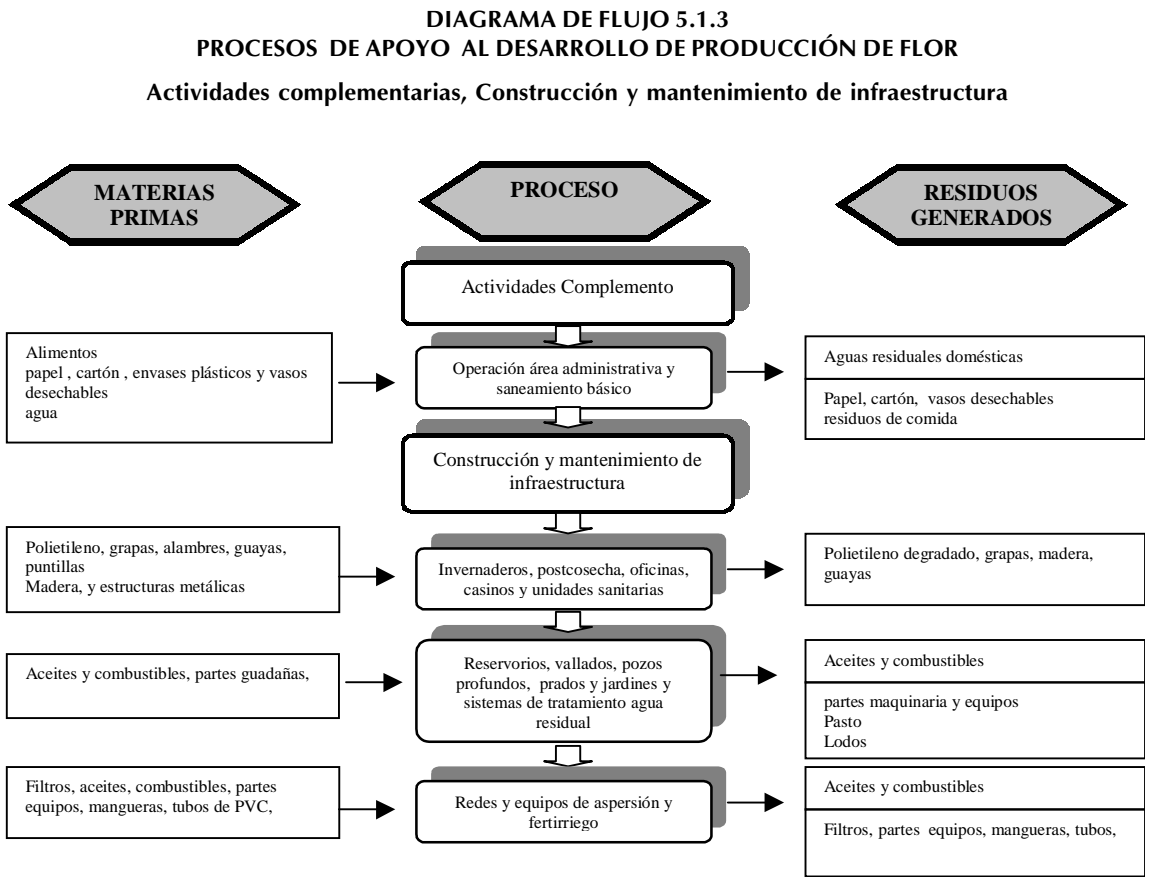 DIAGRAMA DE FLUJO 5.1.3
PROCESOS DE APOYO AL DESARROLLO DE PRODUCCIÓN DE FLOR
Actividades complementarias, Construcción y mantenimiento de infraestructura
MATERIAS
PRIMAS
PROCESO
RESIDUOS
GENERADOS
Actividades Complemento
Alimentos
papel , cartón , envases plásticos y vasos
desechables
agua
Operación área administrativa y
saneamiento básico
Aguas residuales domésticas
Papel, cartón, vasos desechables
residuos de comida
Construcción y mantenimiento de
infraestructura
Polietileno, grapas, alambres, guayas,
puntillas
Madera, y estructuras metálicas
Invernaderos, postcosecha, oficinas,
casinos y unidades sanitarias
Polietileno degradado, grapas, madera,
guayas
Aceites y combustibles, partes guadañas,
Reservorios, vallados, pozos
profundos, prados y jardines y
sistemas de tratamiento agua
residual
Aceites y combustibles
partes maquinaria y equipos
Pasto
Lodos
Filtros, aceites, combustibles, partes
equipos, mangueras, tubos de PVC,
Redes y equipos de aspersión y
fertirriego
Aceites y combustibles
Filtros, partes equipos, mangueras, tubos,